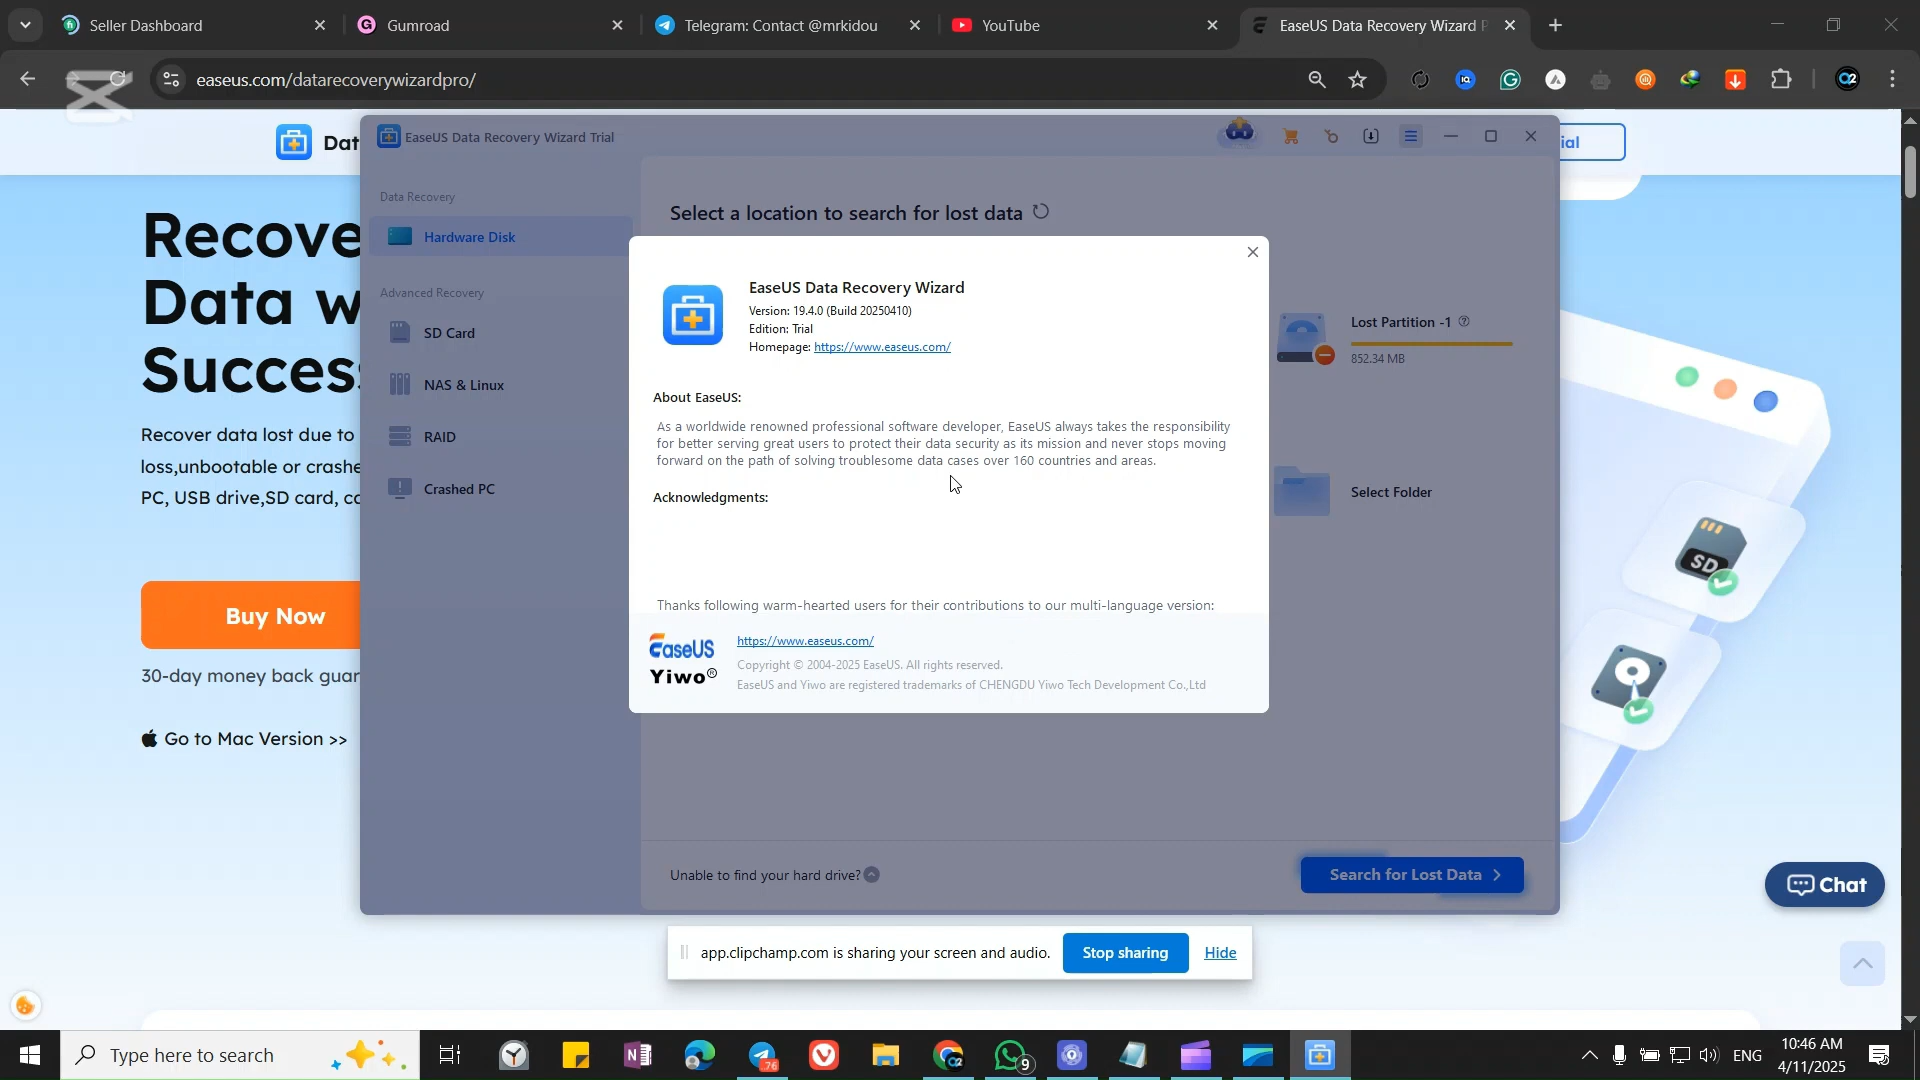 Seller Dashboard
Gumroad
Telegram: Contact @mrkidou
YouTube
EaseUS Data Recovery Wizard P
easeus.com/datarecoverywizardpro/
Dat
ial
Recove
Data w
Succes
Recover data lost due to
loss,unbootable or crashe
PC, USB drive,SD card, ca
Buy Now
30-day money back guar
Go to Mac Version >>
EaseUS Data Recovery Wizard Trial
Data Recovery
Hardware Disk
Advanced Recovery
SD Card
NAS & Linux
RAID
Crashed PC
Select a location to search for lost data
Lost Partition -1
852.34 MB
Select Folder
EaseUS Data Recovery Wizard
Version: 19.4.0 (Build 20250410)
Edition: Trial
Homepage: https://www.easeus.com/
About EaseUS:
As a worldwide renowned professional software developer, EaseUS always takes the responsibility
for better serving great users to protect their data security as its mission and never stops moving
forward on the path of solving troublesome data cases over 160 countries and areas.
Acknowledgments:
Thanks following warm-hearted users for their contributions to our multi-language version:
EaseUS
Yiwo®
https://www.easeus.com/
Copyright © 2004-2025 EaseUS. All rights reserved.
EaseUS and Yiwo are registered trademarks of CHENGDU Yiwo Tech Development Co.,Ltd
Unable to find your hard drive?
Search for Lost Data
SD
Chat
app.clipchamp.com is sharing your screen and audio.
Stop sharing
Hide
Type here to search
76
9
ENG
10:46 AM
4/11/2025